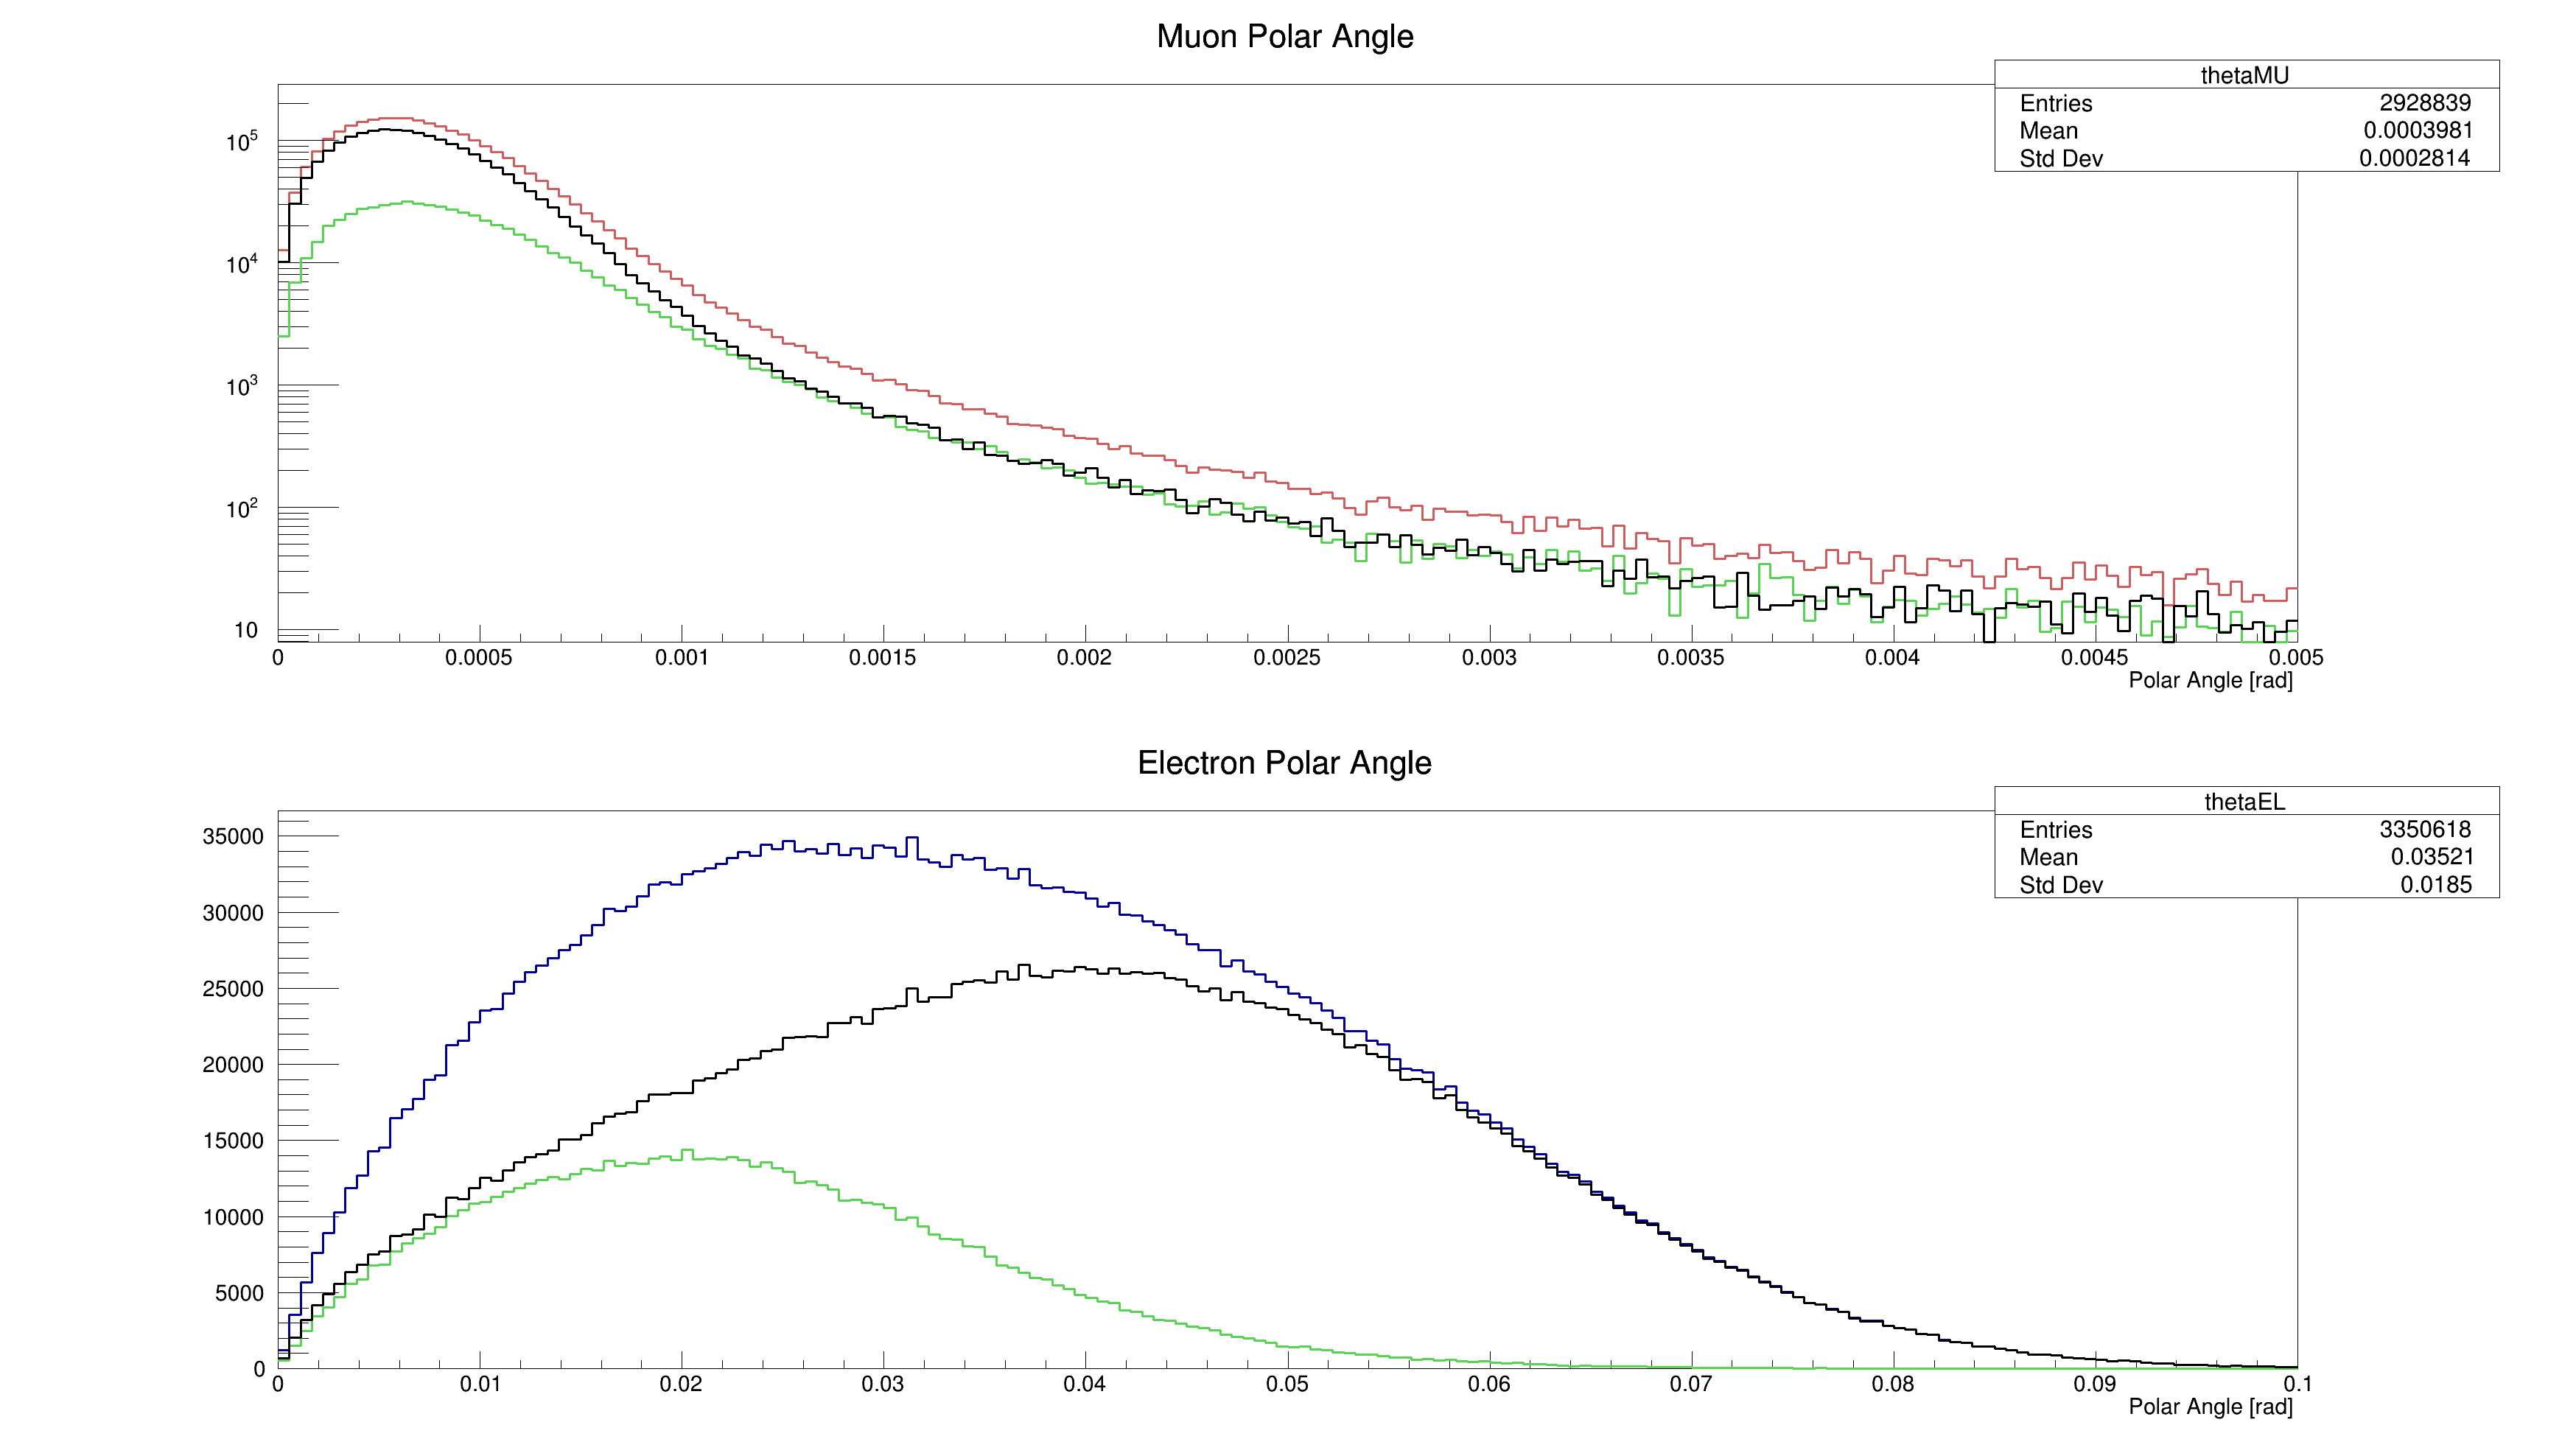 Muon Polar Angle
thetaMU
Entries 2928839
Mean 0.0003981
Std Dev 0.0002814
10^5
10^4
10^3
10^2
10
0 0.0005 0.001 0.0015 0.002 0.0025 0.003 0.0035 0.004 0.0045 0.005
Polar Angle [rad]
Electron Polar Angle
thetaEL
Entries 3350618
Mean 0.03521
Std Dev 0.0185
35000
30000
25000
20000
15000
10000
5000
0
0 0.01 0.02 0.03 0.04 0.05 0.06 0.07 0.08 0.09 0.1
Polar Angle [rad]